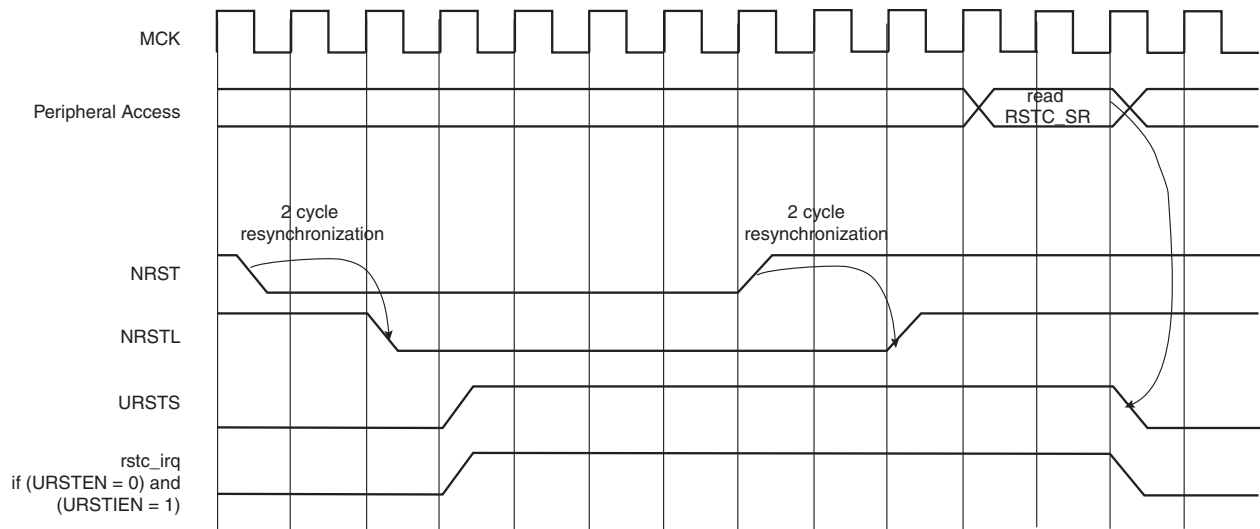 MCK
Peripheral Access
read
RSTC_SR
2 cycle
resynchronization
2 cycle
resynchronization
NRST
NRSTL
URSTS
rstc_irq
if (URSTEN = 0) and
(URSTIEN = 1)